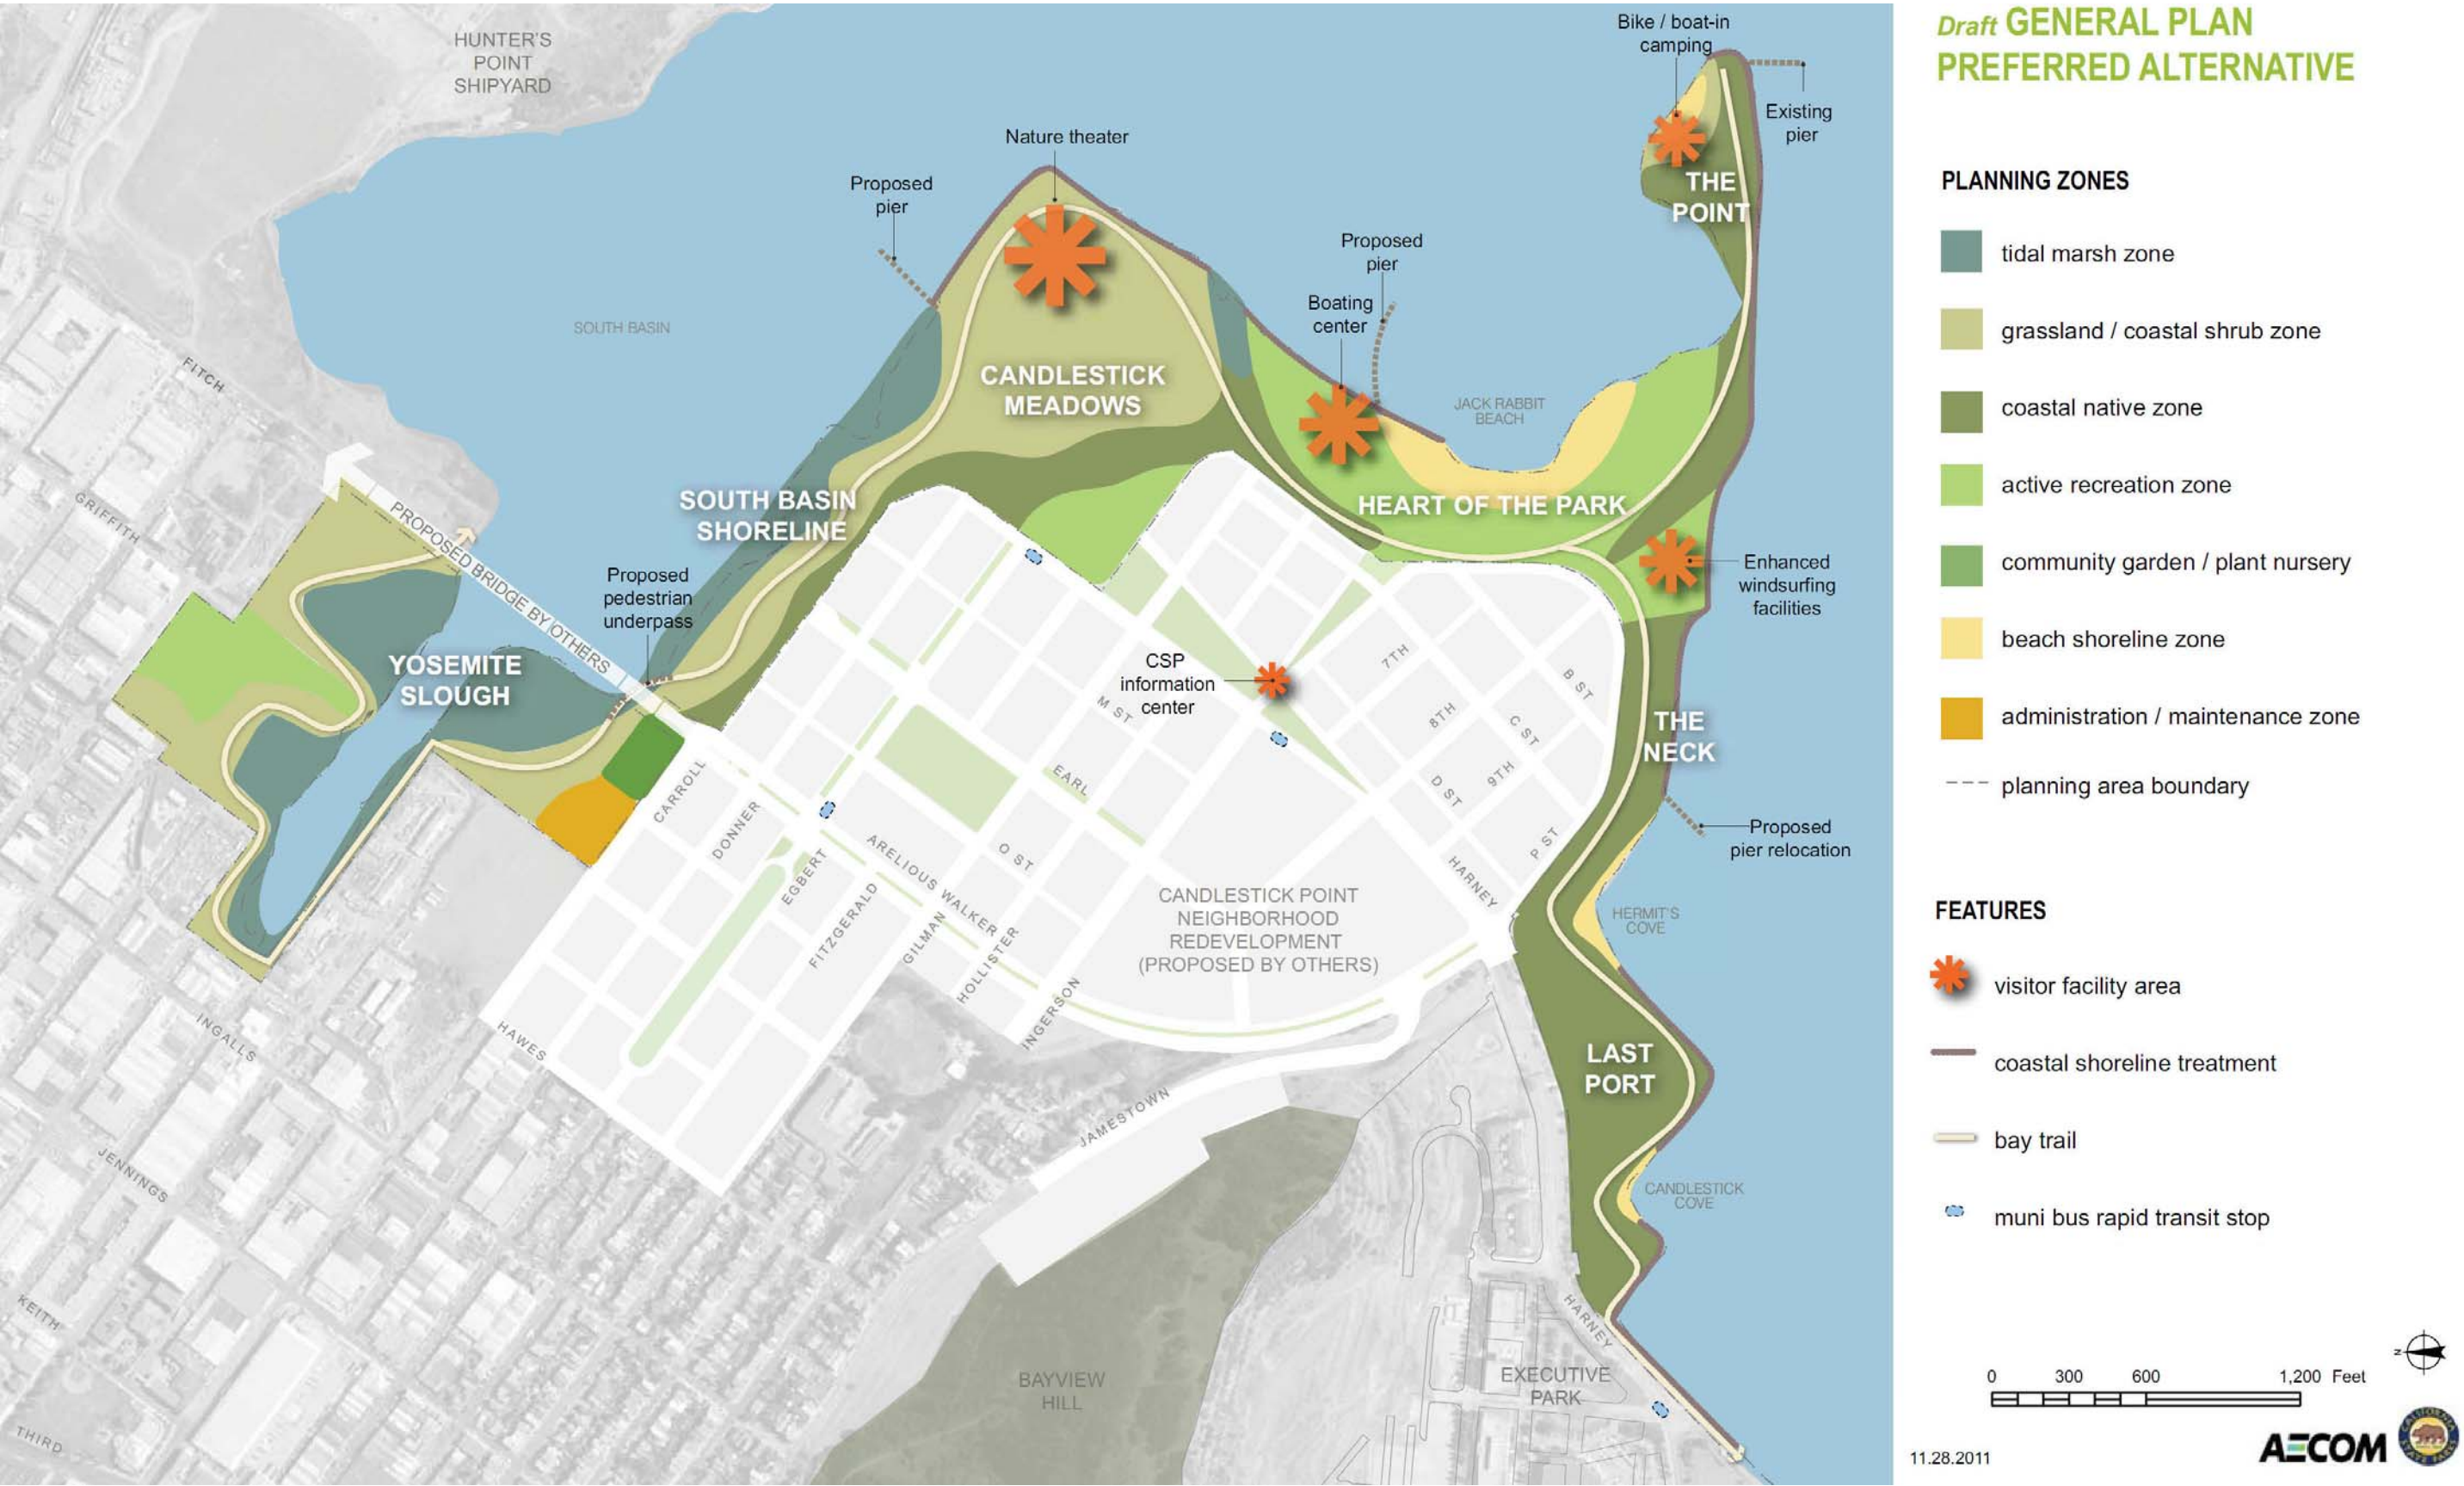 Draft GENERAL PLAN
PREFERRED ALTERNATIVE
PLANNING ZONES
tidal marsh zone
grassland / coastal shrub zone
coastal native zone
active recreation zone
community garden / plant nursery
beach shoreline zone
administration / maintenance zone
planning area boundary
FEATURES
visitor facility area
coastal shoreline treatment
bay trail
muni bus rapid transit stop
0 300 600 1,200 Feet
N
11.28.2011
AECOM
CALIFORNIA
STATE PARKS
HUNTER'S
POINT
SHIPYARD
Bike / boat-in
camping
Existing
pier
THE
POINT
Nature theater
Proposed
pier
Proposed
pier
Boating
center
SOUTH BASIN
CANDLESTICK
MEADOWS
JACK RABBIT
BEACH
FITCH
GRIFFITH
SOUTH BASIN
SHORELINE
HEART OF THE PARK
PROPOSED BRIDGE BY OTHERS
Proposed
pedestrian
underpass
Enhanced
windsurfing
facilities
YOSEMITE
SLOUGH
CSP
information
center
7TH
B ST
M ST
8TH
C ST
THE
NECK
EARL
D ST
9TH
CARROLL
DONNER
Proposed
pier relocation
EGBERT
ARELIOUS WALKER
O ST
HARNEY
P ST
FITZGERALD
GILMAN
HOLLISTER
CANDLESTICK POINT
NEIGHBORHOOD
REDEVELOPMENT
(PROPOSED BY OTHERS)
HERMIT'S
COVE
INGERSON
INGALLS
HAWES
LAST
PORT
JAMESTOWN
JENNINGS
CANDLESTICK
COVE
KEITH
HARNEY
BAYVIEW
HILL
EXECUTIVE
PARK
THIRD